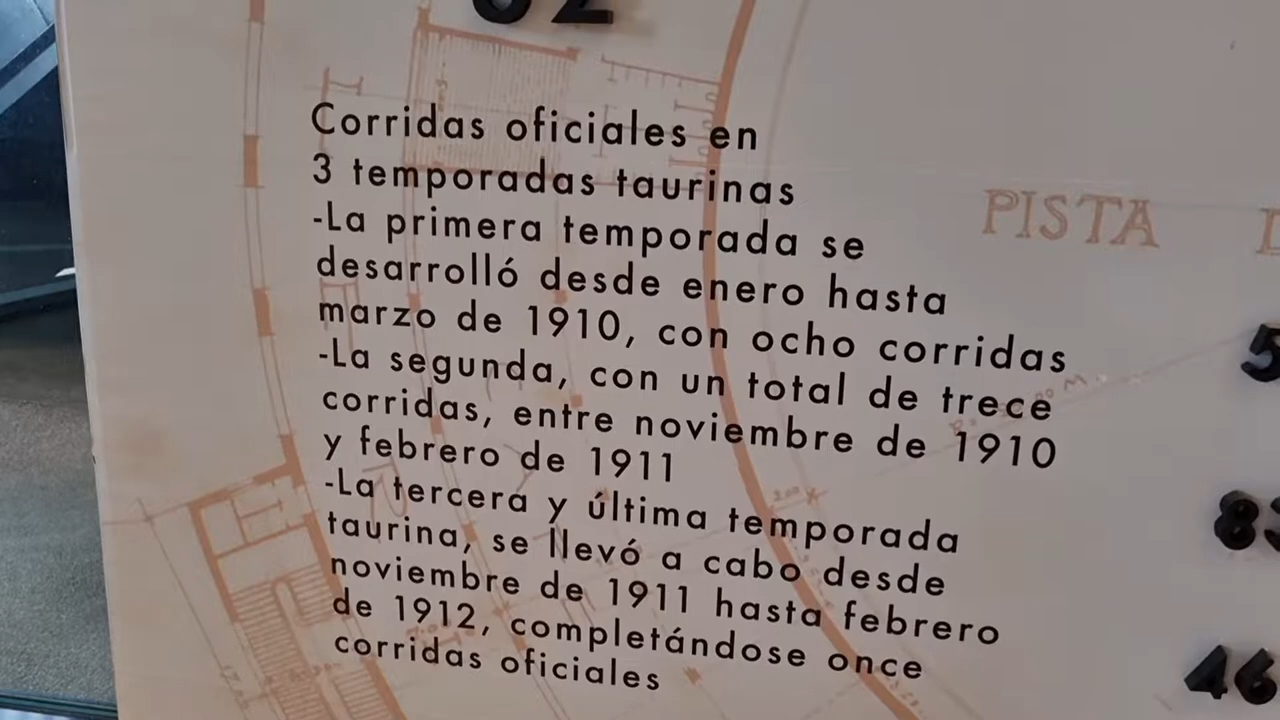 Corridas oficiales en
3 temporadas taurinas
-La primera temporada se
desarrolló desde enero hasta
marzo de 1910, con ocho corridas
-La segunda, con un total de trece
corridas, entre noviembre de 1910
y febrero de 1911
-La tercera y última temporada
taurina, se llevó a cabo desde
noviembre de 1911 hasta febrero
de 1912, completándose once
corridas oficiales
PISTA
46